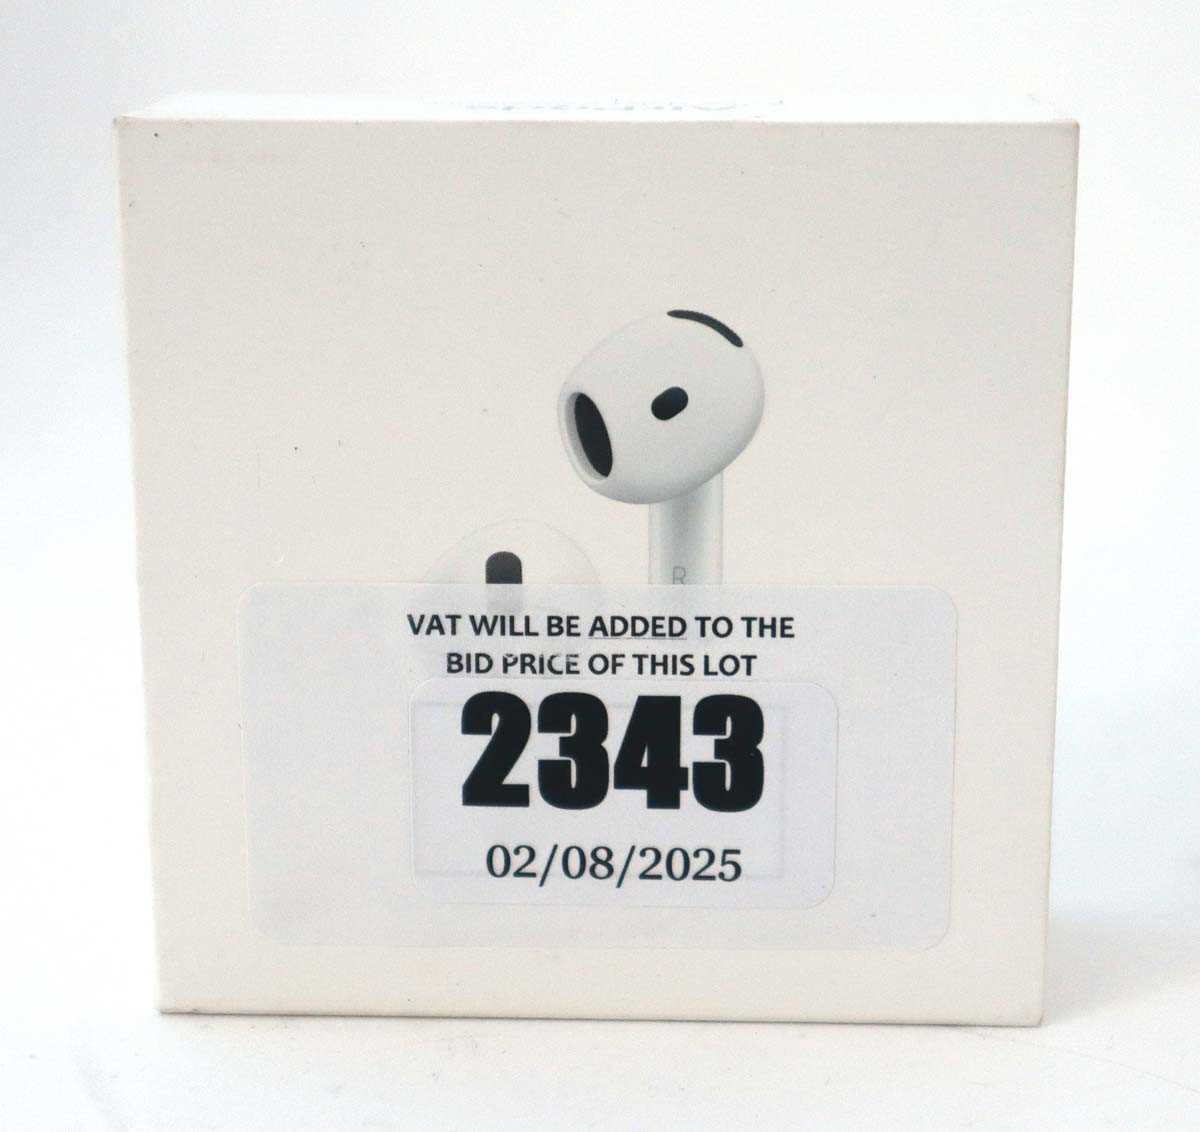 R
VAT WILL BE ADDED TO THE
BID PRICE OF THIS LOT
2343
02/08/2025